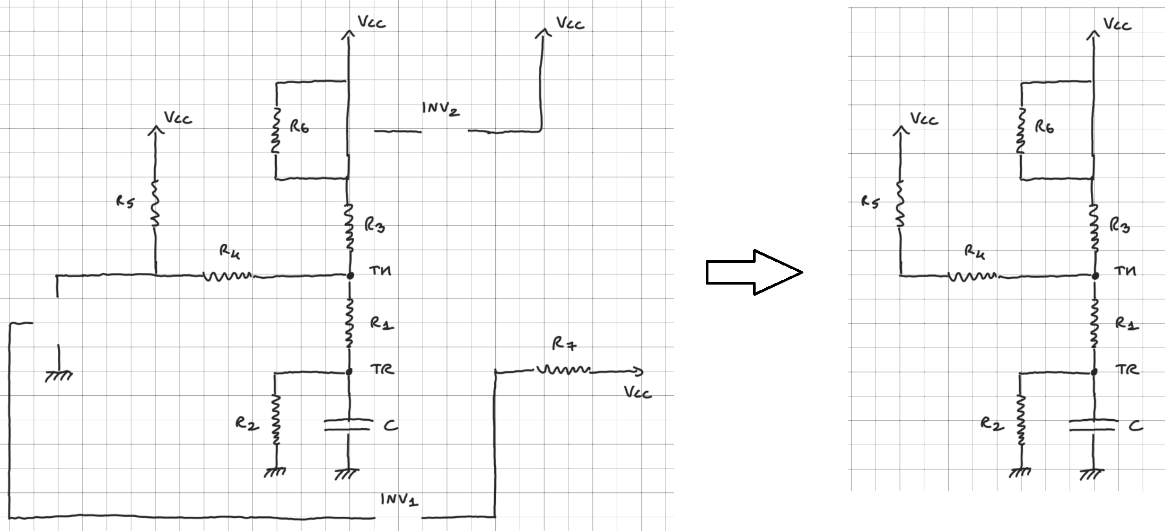 Vcc
Vcc
INV2
R6
Vcc
R5
R3
R4
TH
R1
R7
TR
Vcc
R2
C
INV1
Vcc
R6
Vcc
R5
R3
R4
TH
R1
TR
R2
C